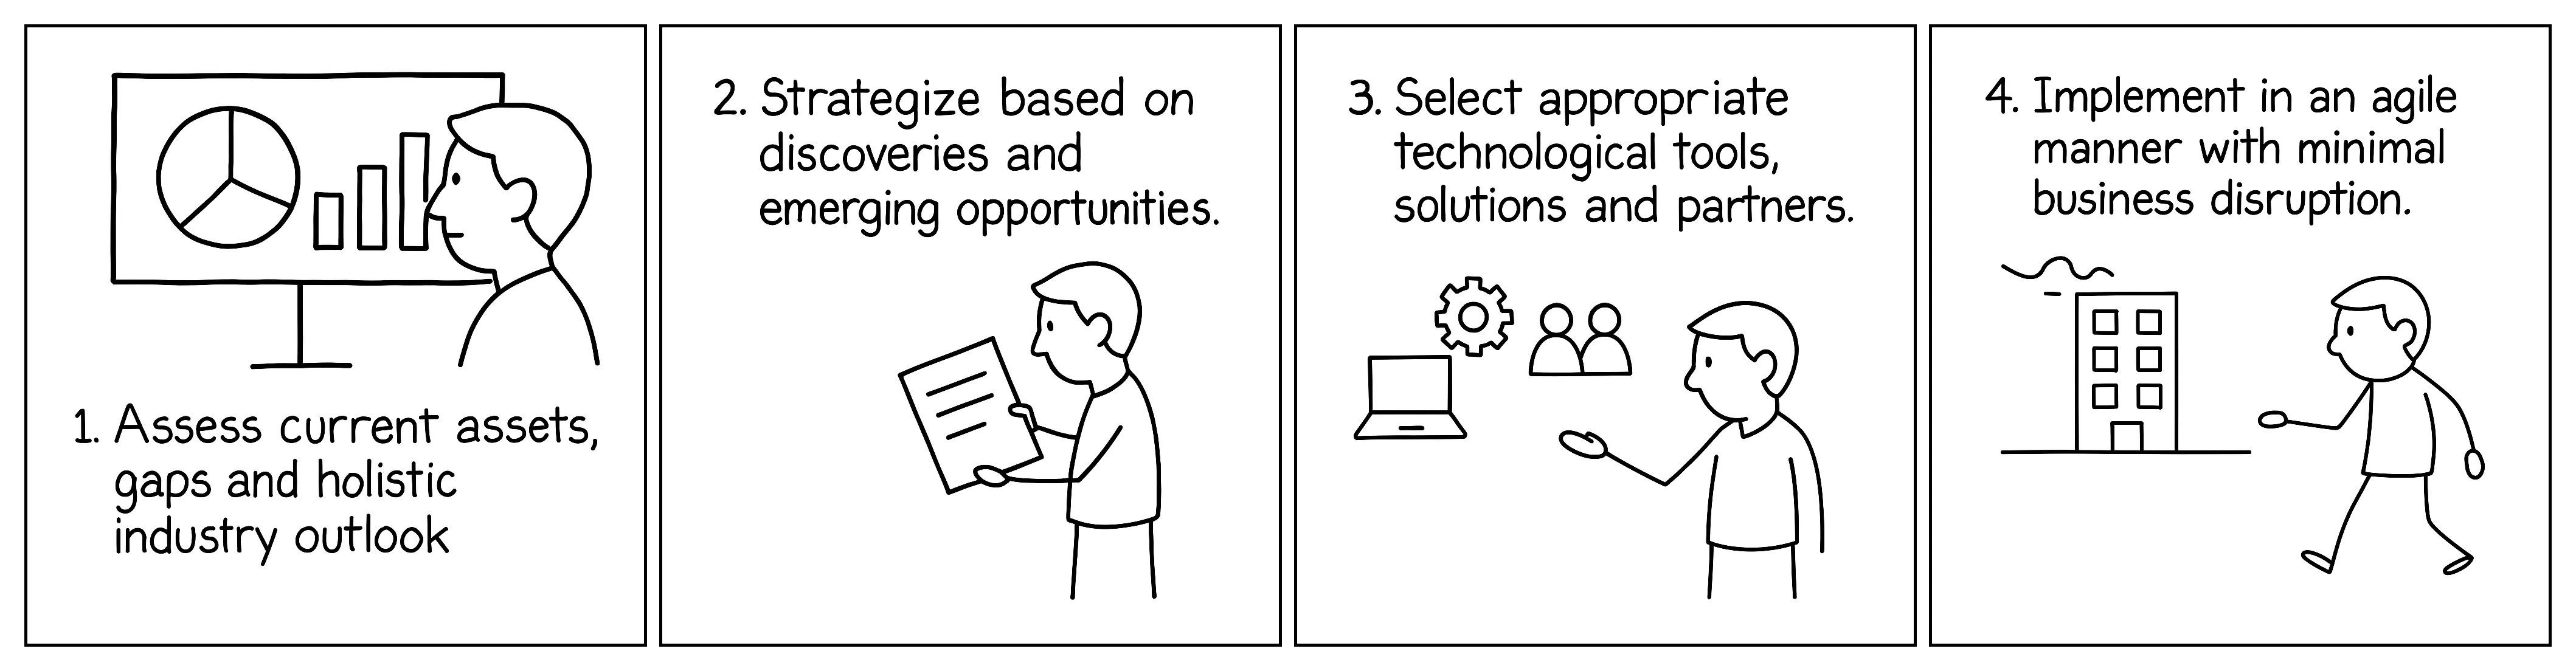 1. Assess current assets,
gaps and holistic
industry outlook
2. Strategize based on
discoveries and
emerging opportunities.
3. Select appropriate
technological tools,
solutions and partners.
4. Implement in an agile
manner with minimal
business disruption.